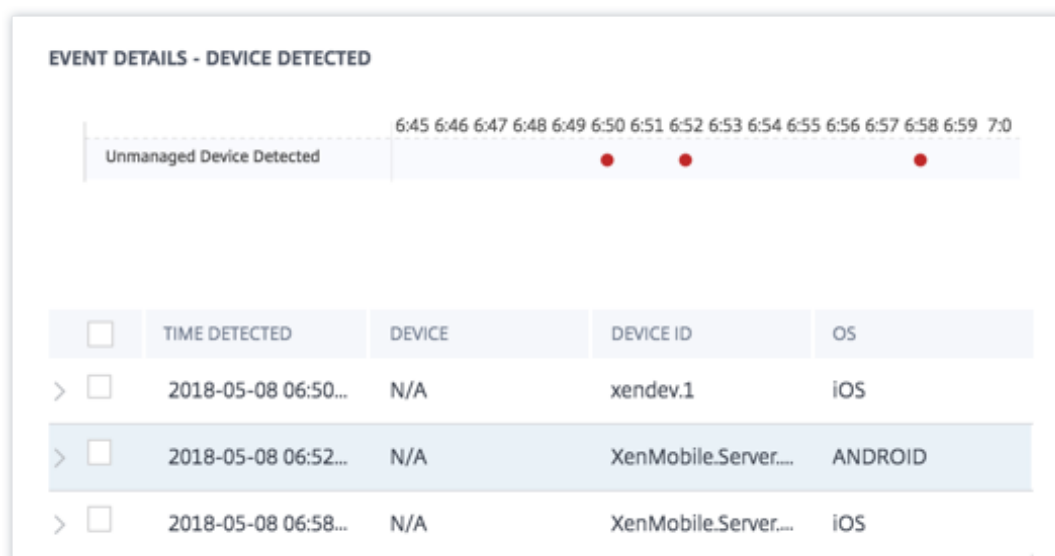 EVENT DETAILS - DEVICE DETECTED
6:45 6:46 6:47 6:48 6:49 6:50 6:51 6:52 6:53 6:54 6:55 6:56 6:57 6:58 6:59 7:0
Unmanaged Device Detected
TIME DETECTED DEVICE DEVICE ID OS
2018-05-08 06:50... N/A xendev.1 iOS
2018-05-08 06:52... N/A XenMobile.Server.... ANDROID
2018-05-08 06:58... N/A XenMobile.Server.... iOS